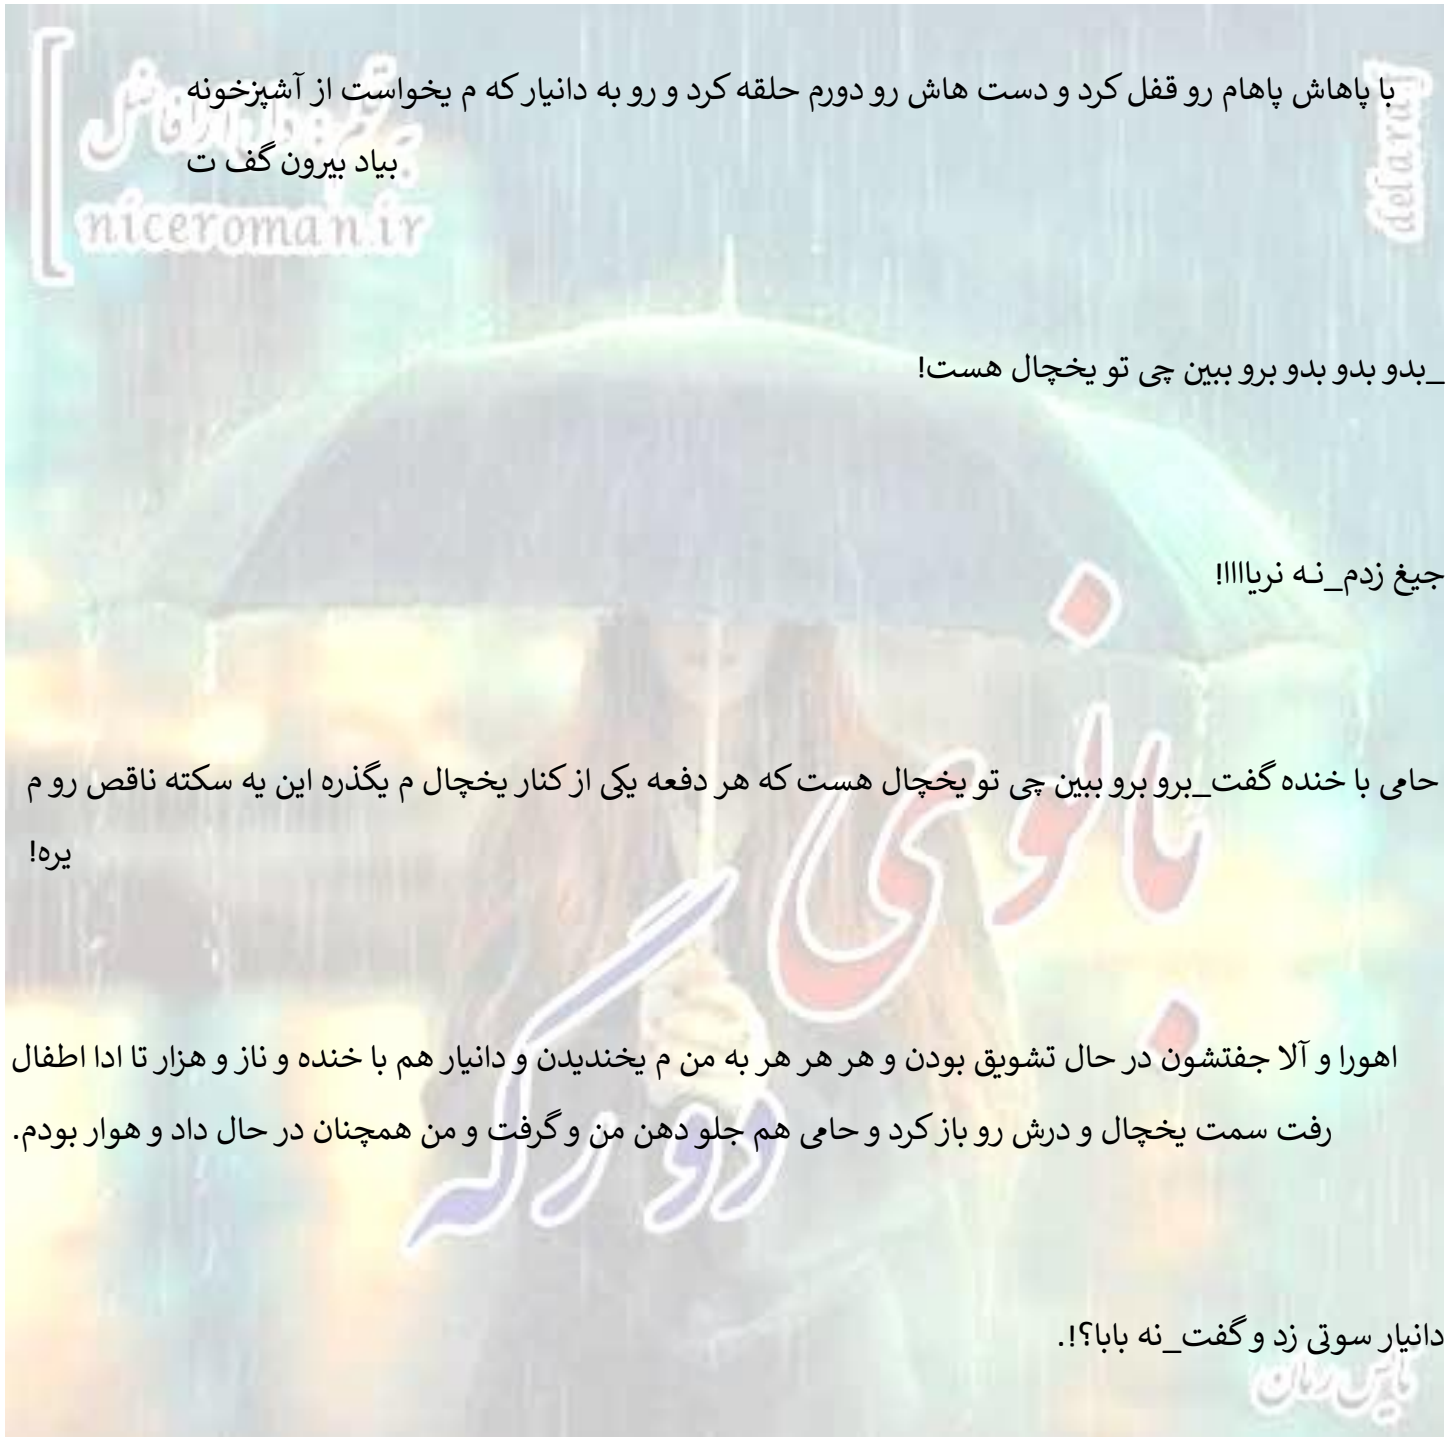 با پاهاش پاهام رو قفل کرد و دست هاش رو دورم حلقه کرد و رو به دانیار که م یخواست از آشپزخونه
بیاد بیرون گف ت
niceroman.ir
delaraj
_بدو بدو بدو برو ببین چی تو یخچال هست!
جیغ زدم_نـه نریاااا!
حامی با خنده گفت_برو برو ببین چی تو یخچال هست که هر دفعه یکی از کنار یخچال م یگذره این یه سکته ناقص رو م
یره!
بانوی
دو رگه
اهورا و آلا جفتشون در حال تشویق بودن و هر هر هر به من م یخندیدن و دانیار هم با خنده و ناز و هزار تا ادا اطفال
رفت سمت یخچال و درش رو باز کرد و حامی هم جلو دهن من و گرفت و من همچنان در حال داد و هوار بودم.
دانیار سوتی زد و گفت_نه بابا؟!.
نایس رمان